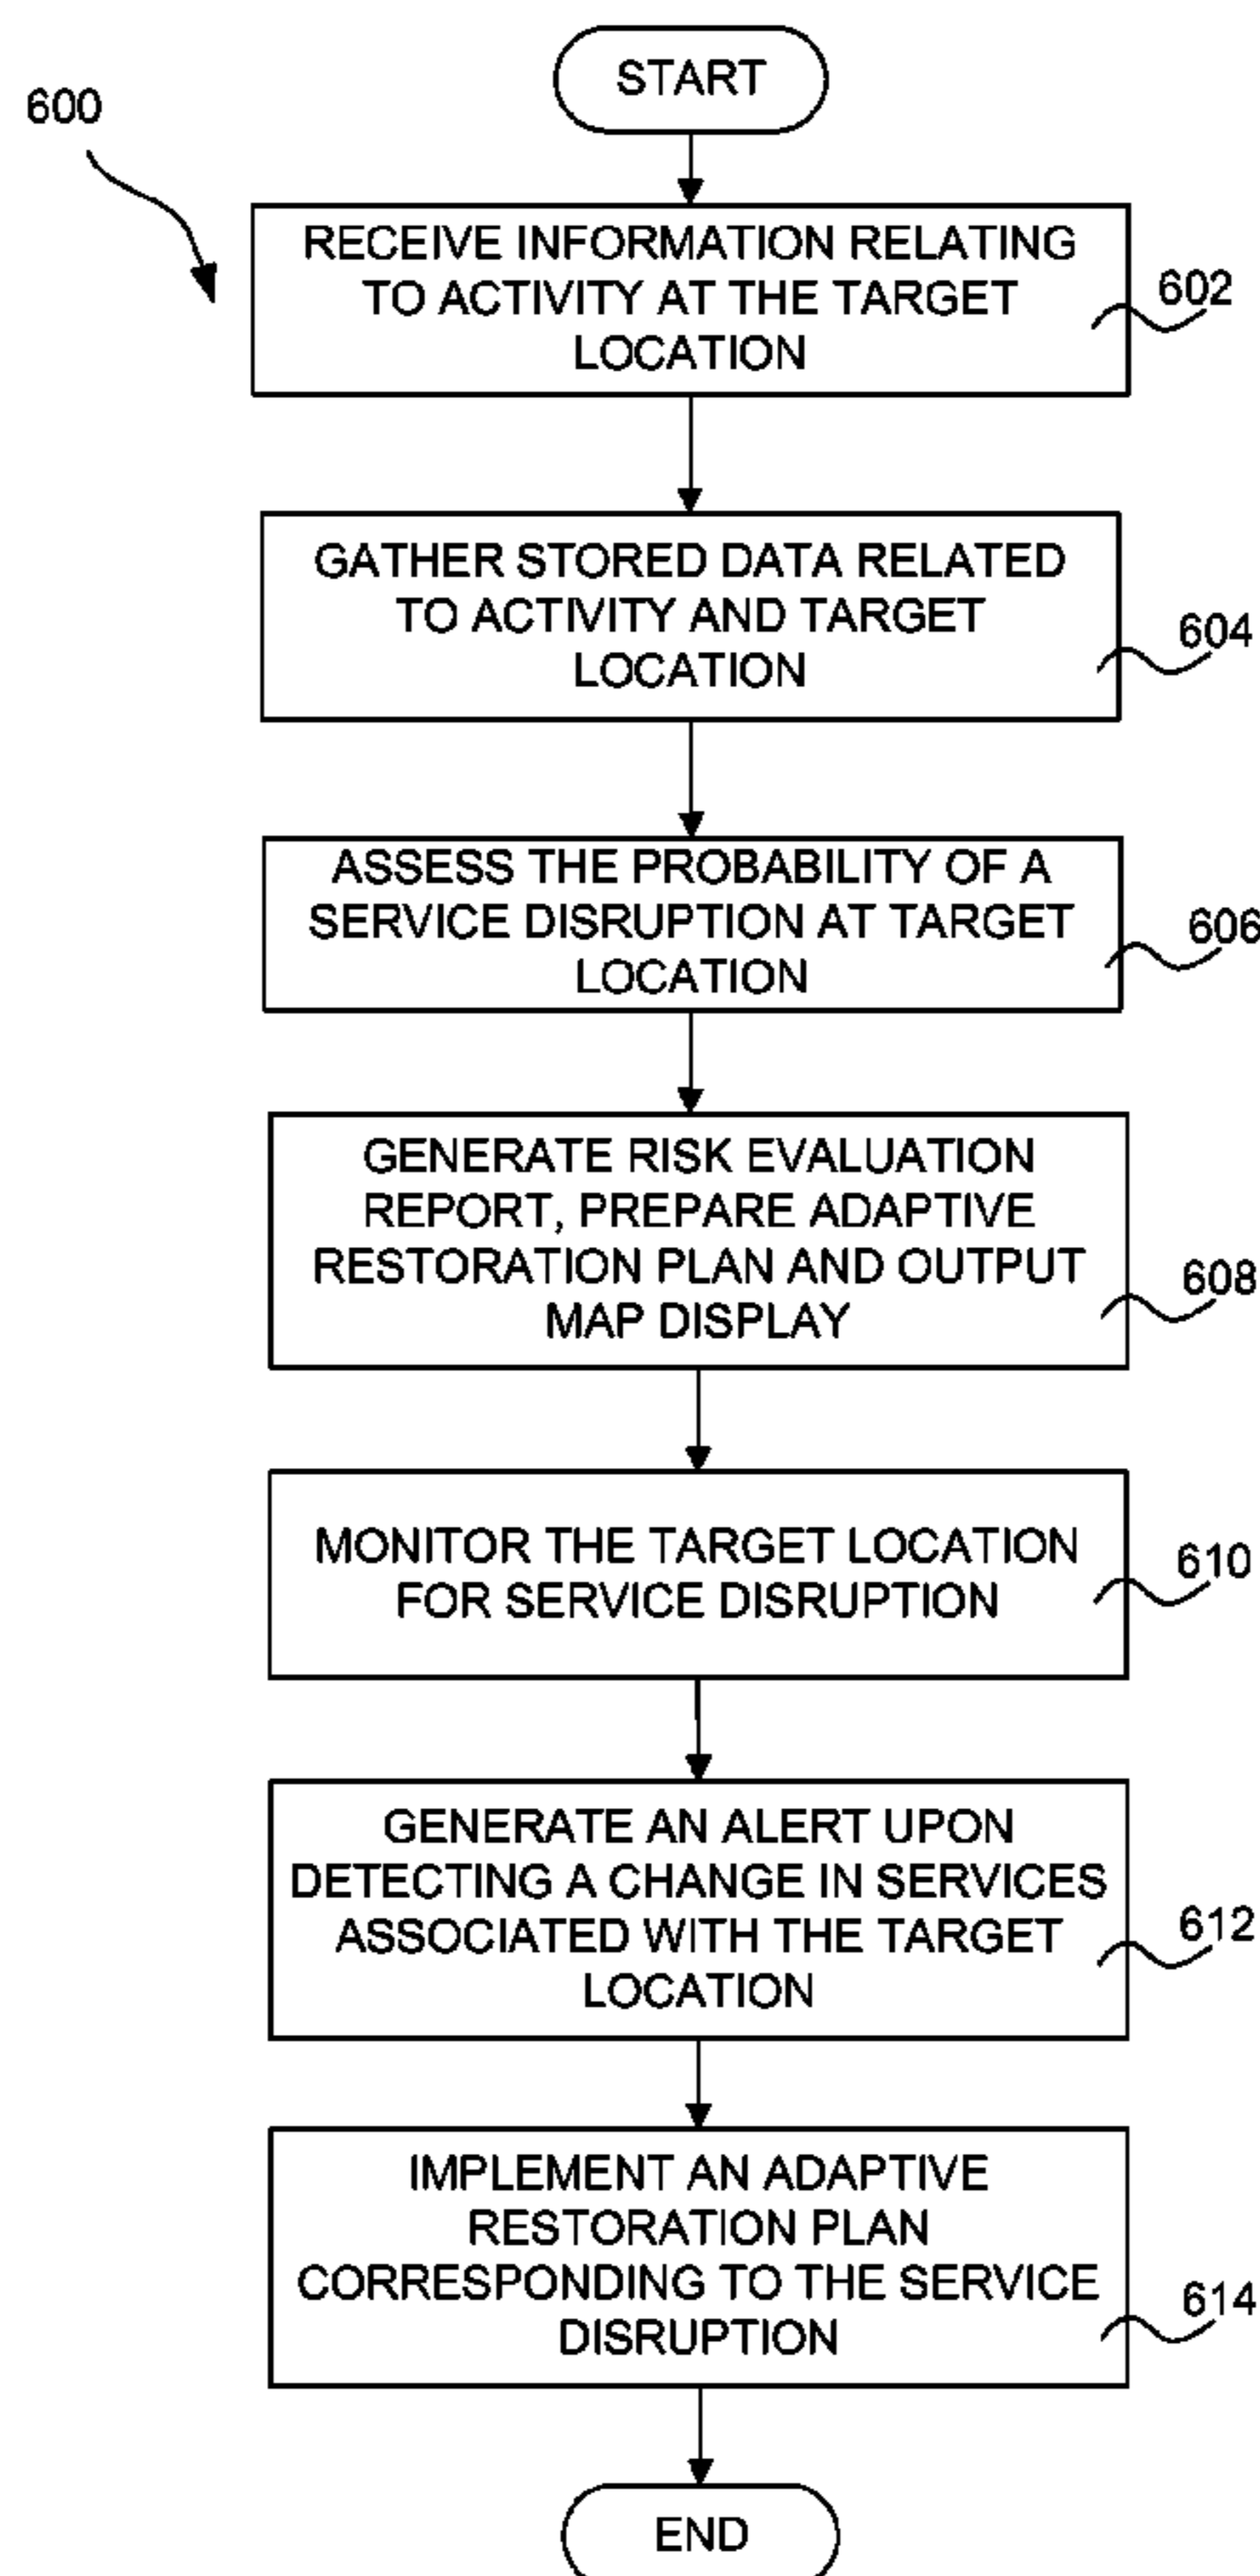 START
600
RECEIVE INFORMATION RELATING
TO ACTIVITY AT THE TARGET
LOCATION
602
GATHER STORED DATA RELATED
TO ACTIVITY AND TARGET
LOCATION
604
ASSESS THE PROBABILITY OF A
SERVICE DISRUPTION AT TARGET
LOCATION
606
GENERATE RISK EVALUATION
REPORT, PREPARE ADAPTIVE
RESTORATION PLAN AND OUTPUT
MAP DISPLAY
608
MONITOR THE TARGET LOCATION
FOR SERVICE DISRUPTION
610
GENERATE AN ALERT UPON
DETECTING A CHANGE IN SERVICES
ASSOCIATED WITH THE TARGET
LOCATION
612
IMPLEMENT AN ADAPTIVE
RESTORATION PLAN
CORRESPONDING TO THE SERVICE
DISRUPTION
614
END